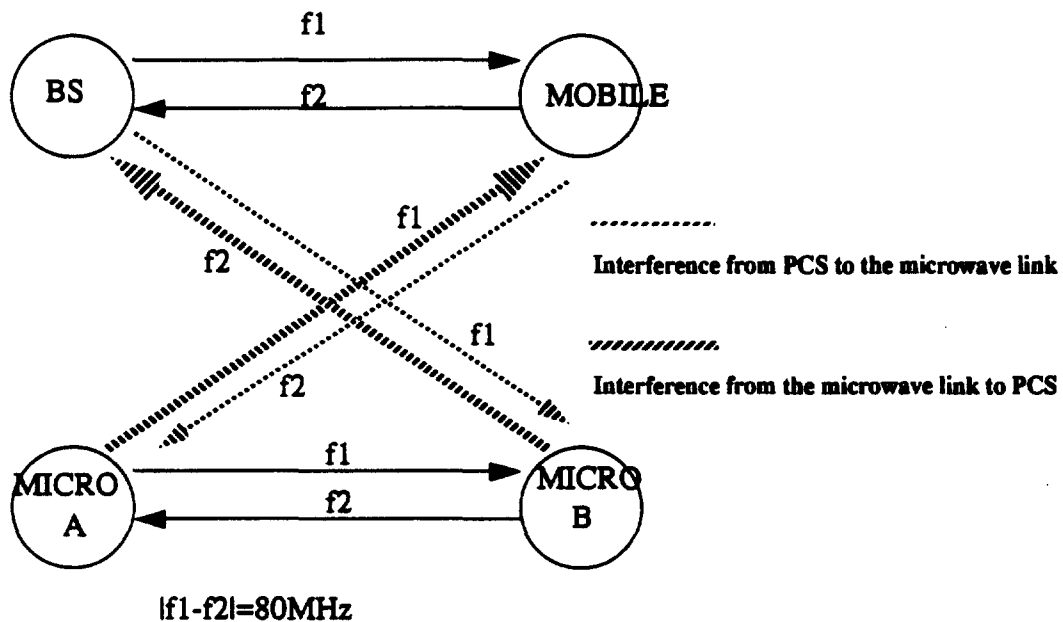 f1
BS
f2
MOBILE
f1
f2
Interference from PCS to the microwave link
f1
f2
Interference from the microwave link to PCS
f1
MICRO
A
f2
MICRO
B
|f1-f2|=80MHz